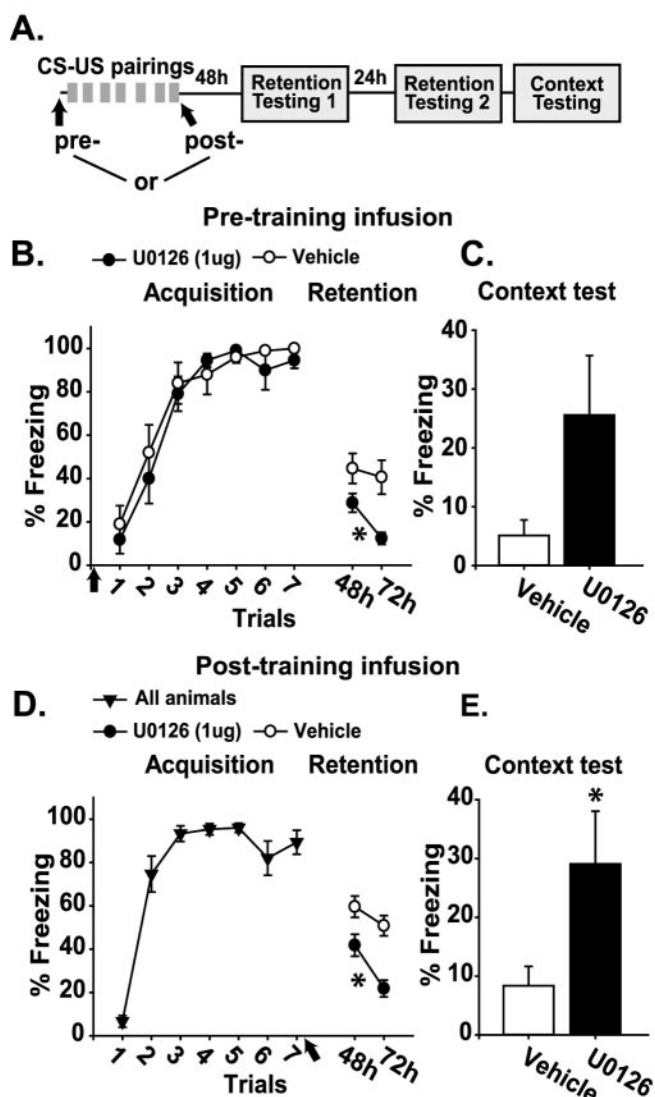 A.
CS-US pairings
48h
Retention
Testing 1
24h
Retention
Testing 2
Context
Testing
pre-
post-
or
Pre-training infusion
B.
U0126 (1ug) Vehicle
Acquisition
Retention
% Freezing
100
80
60
40
20
0
1 2 3 4 5 6 7
48h 72h
Trials
*
C.
Context test
% Freezing
40
30
20
10
0
Vehicle
U0126
Post-training infusion
All animals
D.
U0126 (1ug) Vehicle
Acquisition
Retention
% Freezing
100
80
60
40
20
0
1 2 3 4 5 6 7
48h 72h
Trials
*
E.
Context test
% Freezing
40
30
20
10
0
*
Vehicle
U0126